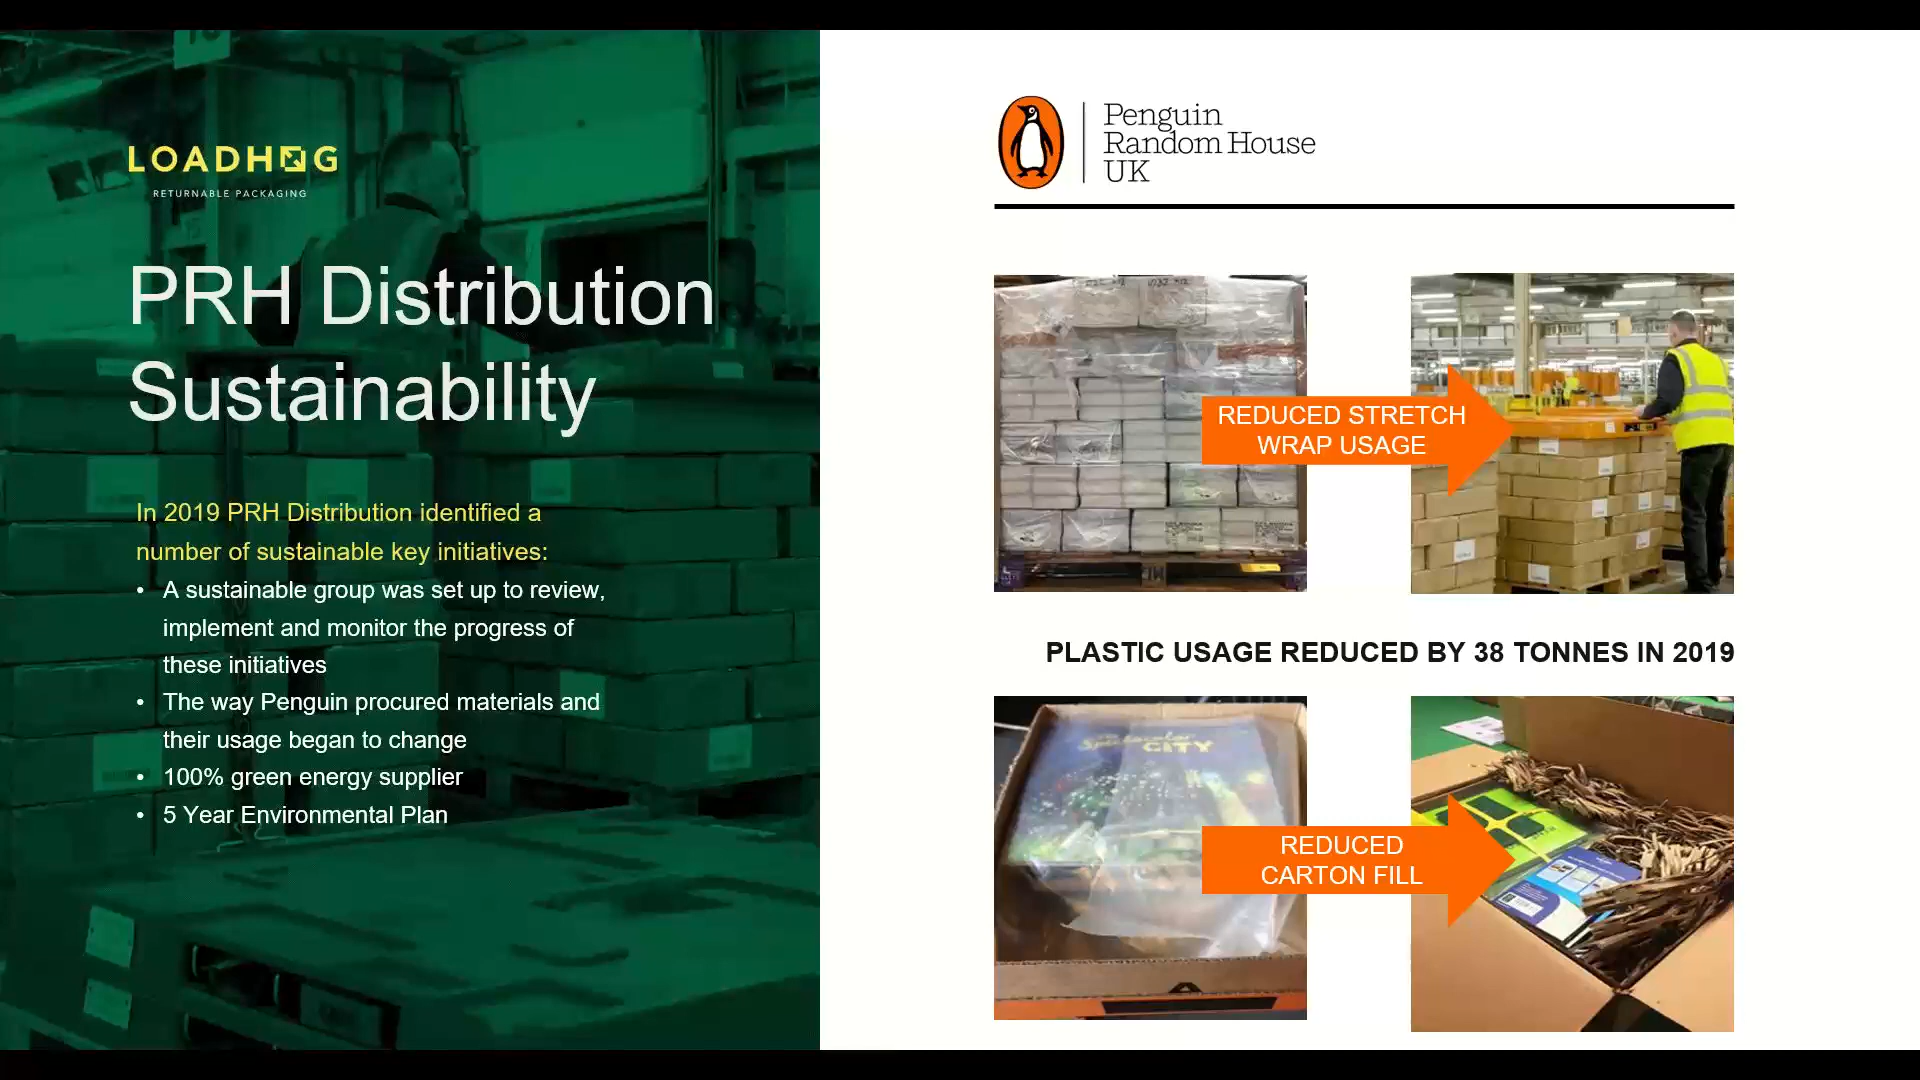 LOADHOG
RETURNABLE PACKAGING
PRH Distribution
Sustainability
In 2019 PRH Distribution identified a
number of sustainable key initiatives:
• A sustainable group was set up to review,
implement and monitor the progress of
these initiatives
• The way Penguin procured materials and
their usage began to change
• 100% green energy supplier
• 5 Year Environmental Plan
Penguin
Random House
UK
REDUCED STRETCH
WRAP USAGE
PLASTIC USAGE REDUCED BY 38 TONNES IN 2019
CITY
REDUCED
CARTON FILL